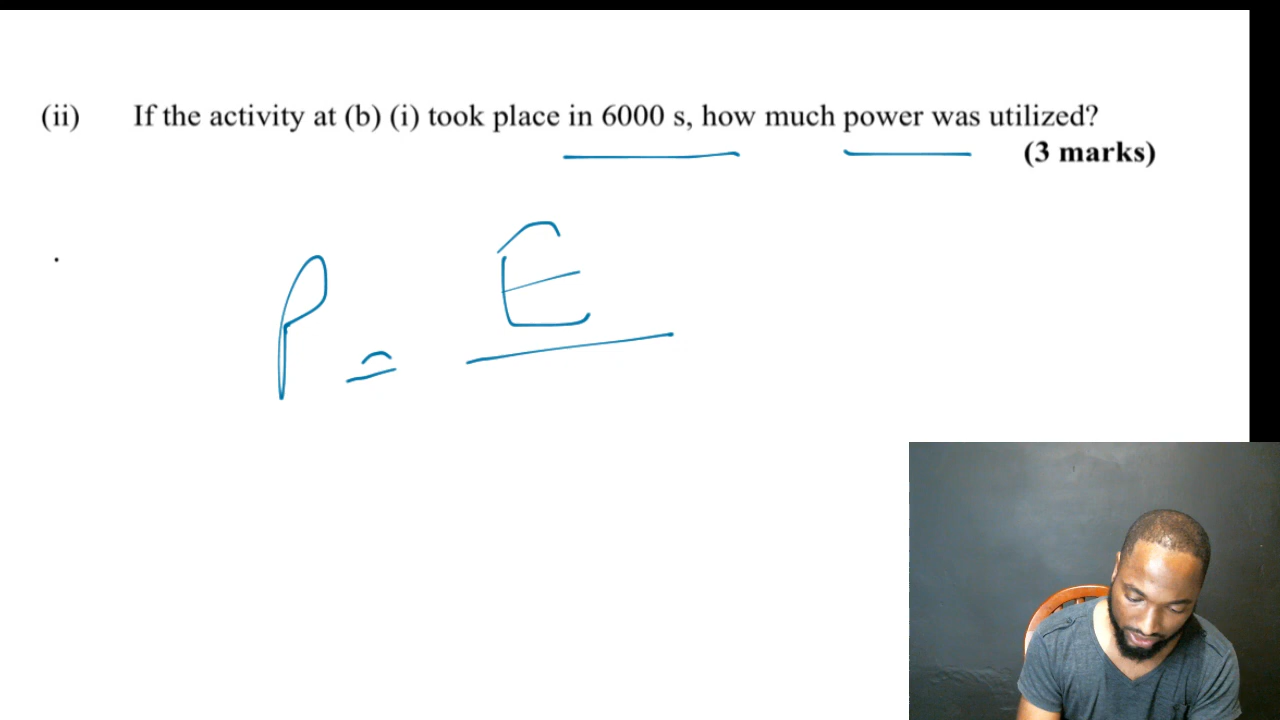 (ii) If the activity at (b) (i) took place in 6000 s, how much power was utilized?
(3 marks)
P = E